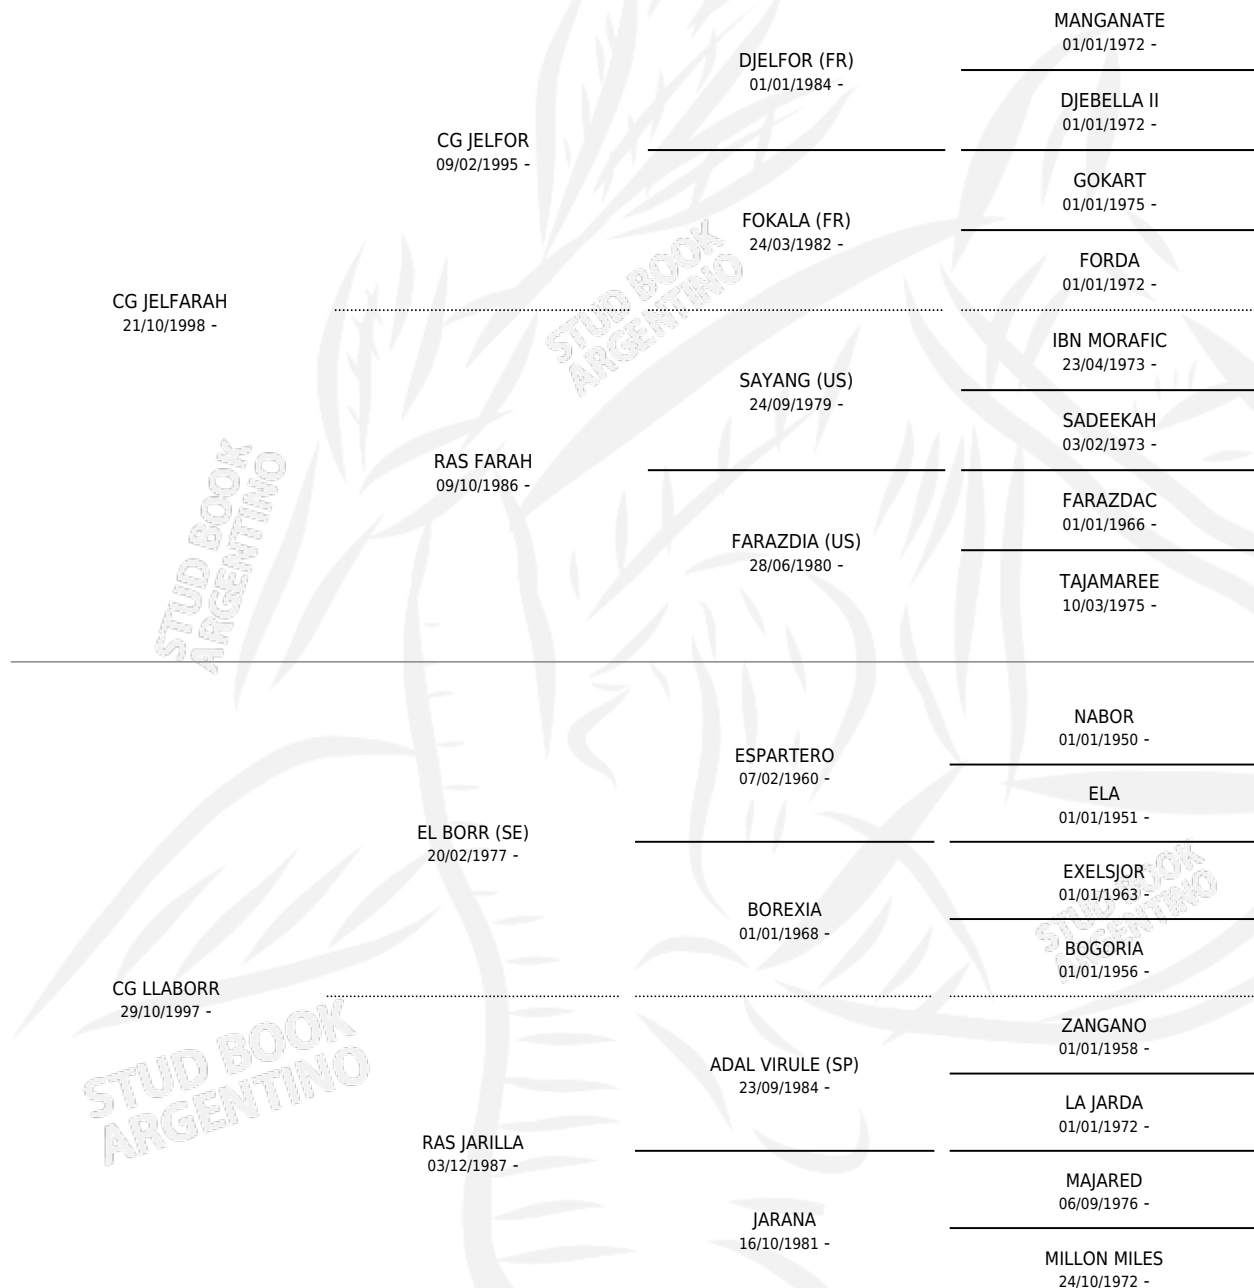 MANGANATE
01/01/1972 -
DJELFOR (FR)
01/01/1984 -
DJEBELLA II
01/01/1972 -
CG JELFOR
09/02/1995 -
GOKART
01/01/1975 -
FOKALA (FR)
24/03/1982 -
FORDA
01/01/1972 -
CG JELFARAH
21/10/1998 -
IBN MORAFIC
23/04/1973 -
SAYANG (US)
24/09/1979 -
SADEEKAH
03/02/1973 -
RAS FARAH
09/10/1986 -
FARAZDAC
01/01/1966 -
FARAZDIA (US)
28/06/1980 -
TAJAMAREE
10/03/1975 -
NABOR
01/01/1950 -
ESPARTERO
07/02/1960 -
ELA
01/01/1951 -
EL BORR (SE)
20/02/1977 -
EXELSJOR
01/01/1963 -
BOREXIA
01/01/1968 -
BOGORIA
01/01/1956 -
CG LLABORR
29/10/1997 -
ZANGANO
01/01/1958 -
ADAL VIRULE (SP)
23/09/1984 -
LA JARDA
01/01/1972 -
RAS JARILLA
03/12/1987 -
MAJARED
06/09/1976 -
JARANA
16/10/1981 -
MILLON MILES
24/10/1972 -
STUD BOOK
ARGENTINO
STUD BOOK
ARGENTINO
STUD BOOK
ARGENTINO
STUD BOOK
ARGENTINO